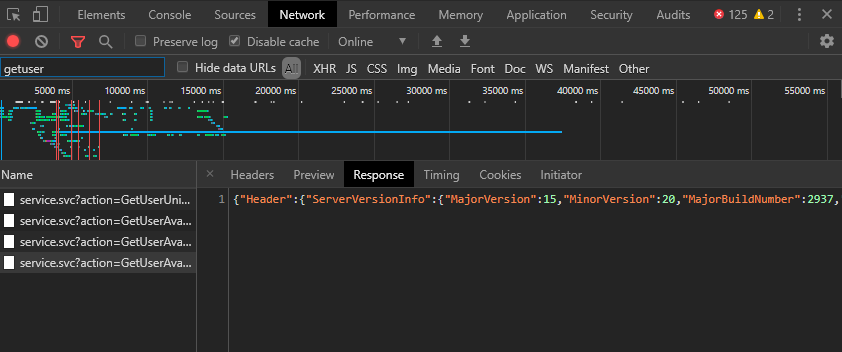 Elements Console Sources Network Performance Memory Application Security Audits 125 2
Preserve log Disable cache Online
getuser Hide data URLs All XHR JS CSS Img Media Font Doc WS Manifest Other
5000 ms 10000 ms 15000 ms 20000 ms 25000 ms 30000 ms 35000 ms 40000 ms 45000 ms 50000 ms 55000 ms
Name × Headers Preview Response Timing Cookies Initiator
service.svc?action=GetUserUni...
1 {"Header":{"ServerVersionInfo":{"MajorVersion":15,"MinorVersion":20,"MajorBuildNumber":2937,
service.svc?action=GetUserAva...
service.svc?action=GetUserAva...
service.svc?action=GetUserAva...